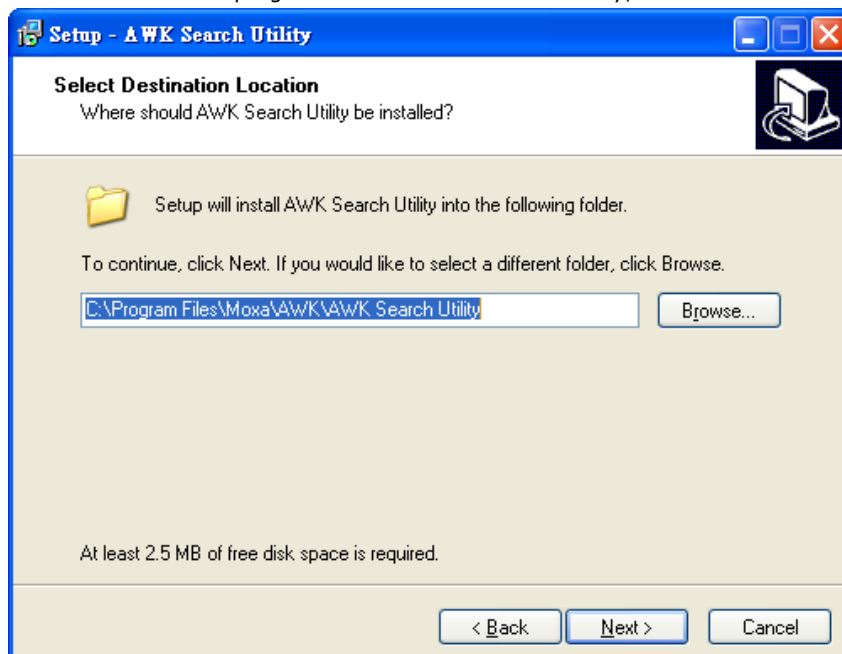 Setup - AWK Search Utility
Select Destination Location
Where should AWK Search Utility be installed?
Setup will install AWK Search Utility into the following folder.
To continue, click Next. If you would like to select a different folder, click Browse.
C:\Program Files\Moxa\AWK\AWK Search Utility
Browse...
At least 2.5 MB of free disk space is required.
< Back
Next >
Cancel